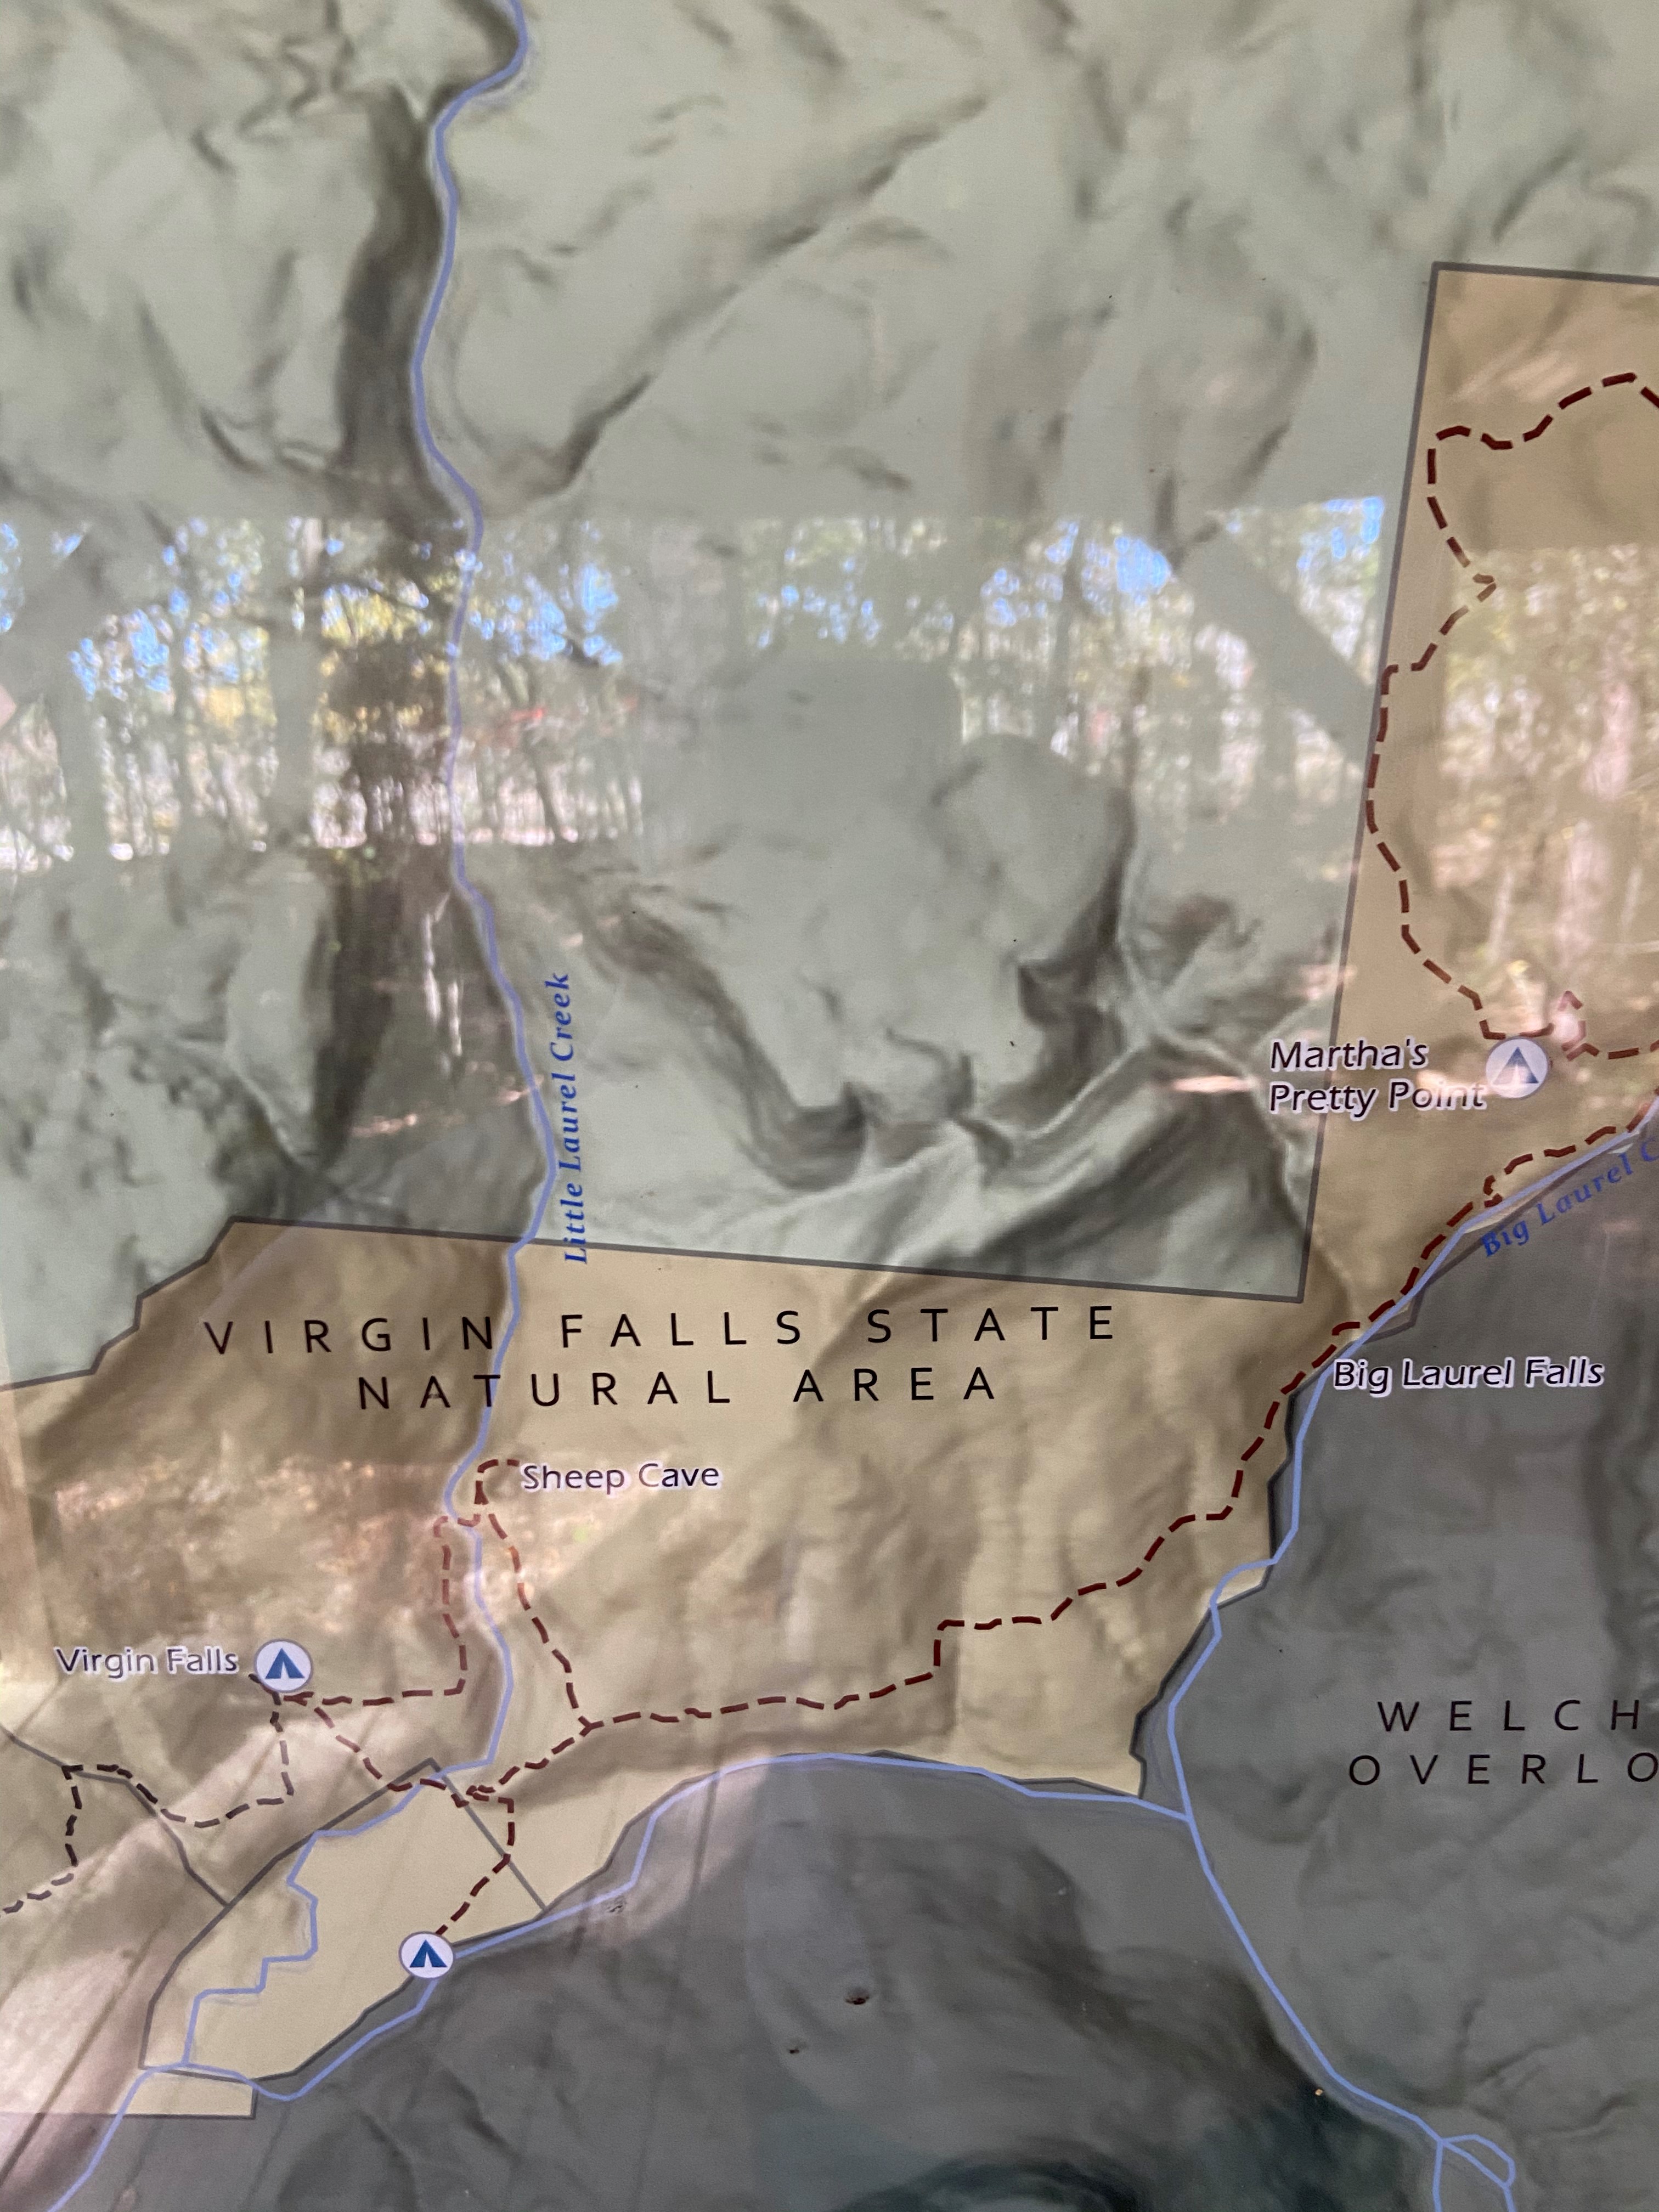 Little Laurel Creek
Martha's
Pretty Point
Big Laurel
VIRGIN FALLS STATE
NATURAL AREA
Big Laurel Falls
Sheep Cave
Virgin Falls
WELCH